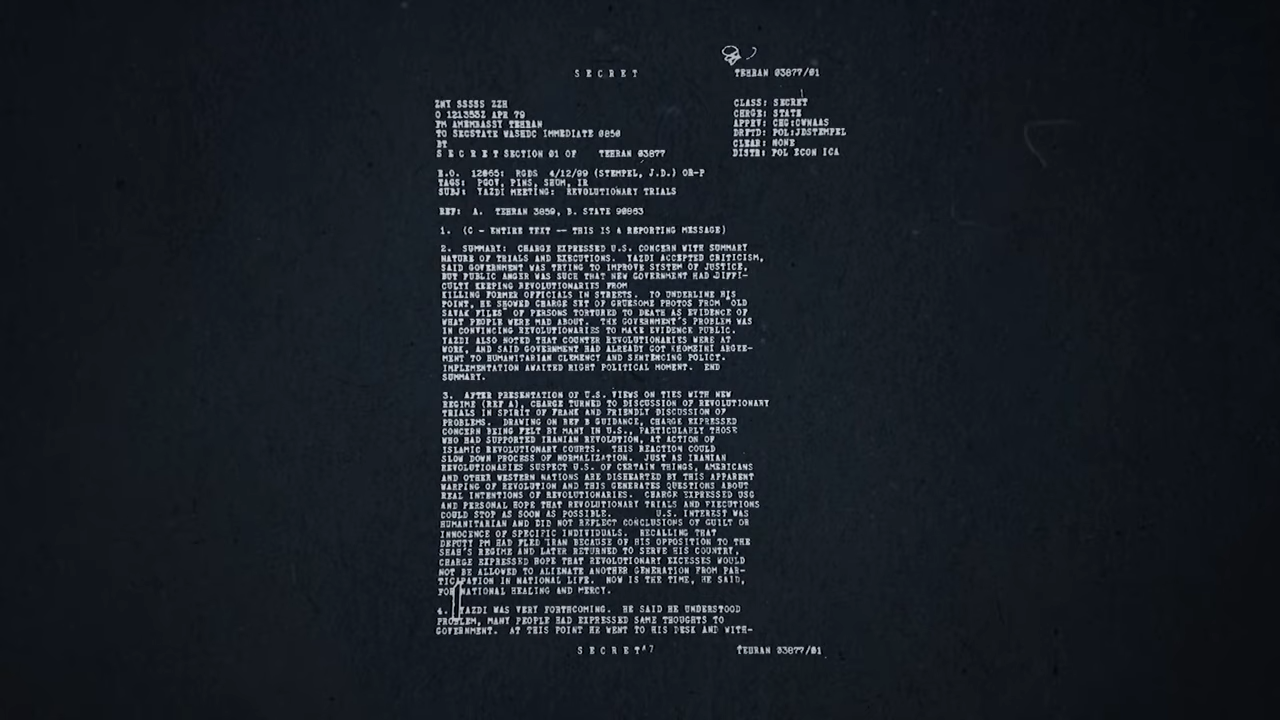 S E C R E T
TEHRAN 03877/01
ZNY SSSSS ZZH
O 121355Z APR 79
FM AMEMBASSY TEHRAN
TO SECSTATE WASHDC IMMEDIATE 0850
BT
S E C R E T SECTION 01 OF TEHRAN 03877
CLASS: SECRET
CHRGE: STATE
APPRV: CHG:CWNAAS
DRFTD: POL:JDSTEMPEL
CLEAR: NONE
DISTR: POL ECON ICA
E.O. 12065: RGDS 4/12/99 (STEMPEL, J.D.) OR-P
TAGS: PGOV, PINS, SHUM, IR
SUBJ: YAZDI MEETING: REVOLUTIONARY TRIALS
REF: A. TEHRAN 3859, B. STATE 90863
1. (C - ENTIRE TEXT -- THIS IS A REPORTING MESSAGE)
2. SUMMARY: CHARGE EXPRESSED U.S. CONCERN WITH SUMMARY
NATURE OF TRIALS AND EXECUTIONS. YAZDI ACCEPTED CRITICISM,
SAID GOVERNMENT WAS TRYING TO IMPROVE SYSTEM OF JUSTICE,
BUT PUBLIC ANGER WAS SUCH THAT NEW GOVERNMENT HAD DIFFI-
CULTY KEEPING REVOLUTIONARIES FROM
KILLING FORMER OFFICIALS IN STREETS. TO UNDERLINE HIS
POINT, HE SHOWED CHARGE SET OF GRUESOME PHOTOS FROM "OLD
SAVAK FILES" OF PERSONS TORTURED TO DEATH AS EVIDENCE OF
WHAT PEOPLE WERE MAD ABOUT. THE GOVERNMENT'S PROBLEM WAS
IN CONVINCING REVOLUTIONARIES TO MAKE EVIDENCE PUBLIC.
YAZDI ALSO NOTED THAT COUNTER REVOLUTIONARIES WERE AT
WORK, AND SAID GOVERNMENT HAD ALREADY GOT KHOMEINI AGREE-
MENT TO HUMANITARIAN CLEMENCY AND SENTENCING POLICY.
IMPLEMENTATION AWAITED RIGHT POLITICAL MOMENT. END
SUMMARY.
3. AFTER PRESENTATION OF U.S. VIEWS ON TIES WITH NEW
REGIME (REF A), CHARGE TURNED TO DISCUSSION OF REVOLUTIONARY
TRIALS IN SPIRIT OF FRANK AND FRIENDLY DISCUSSION OF
PROBLEMS. DRAWING ON REF B GUIDANCE, CHARGE EXPRESSED
CONCERN BEING FELT BY MANY IN U.S., PARTICULARLY THOSE
WHO HAD SUPPORTED IRANIAN REVOLUTION, AT ACTION OF
ISLAMIC REVOLUTIONARY COURTS. THIS REACTION COULD
SLOW DOWN PROCESS OF NORMALIZATION. JUST AS IRANIAN
REVOLUTIONARIES SUSPECT U.S. OF CERTAIN THINGS, AMERICANS
AND OTHER WESTERN NATIONS ARE DISHEARTED BY THIS APPARENT
WARPING OF REVOLUTION AND THIS GENERATES QUESTIONS ABOUT
REAL INTENTIONS OF REVOLUTIONARIES. CHARGE EXPRESSED USG
AND PERSONAL HOPE THAT REVOLUTIONARY TRIALS AND EXECUTIONS
COULD STOP AS SOON AS POSSIBLE. U.S. INTEREST WAS
HUMANITARIAN AND DID NOT REFLECT CONCLUSIONS OF GUILT OR
INNOCENCE OF SPECIFIC INDIVIDUALS. RECALLING THAT
DEPUTY PM HAD FLED IRAN BECAUSE OF HIS OPPOSITION TO THE
SHAH'S REGIME AND LATER RETURNED TO SERVE HIS COUNTRY,
CHARGE EXPRESSED HOPE THAT REVOLUTIONARY EXCESSES WOULD
NOT BE ALLOWED TO ALIENATE ANOTHER GENERATION FROM PAR-
TICIPATION IN NATIONAL LIFE. NOW IS THE TIME, HE SAID,
FOR NATIONAL HEALING AND MERCY.
4. YAZDI WAS VERY FORTHCOMING. HE SAID HE UNDERSTOOD
PROBLEM, MANY PEOPLE HAD EXPRESSED SAME THOUGHTS TO
GOVERNMENT. AT THIS POINT HE WENT TO HIS DESK AND WITH-
S E C R E T
TEHRAN 03877/01